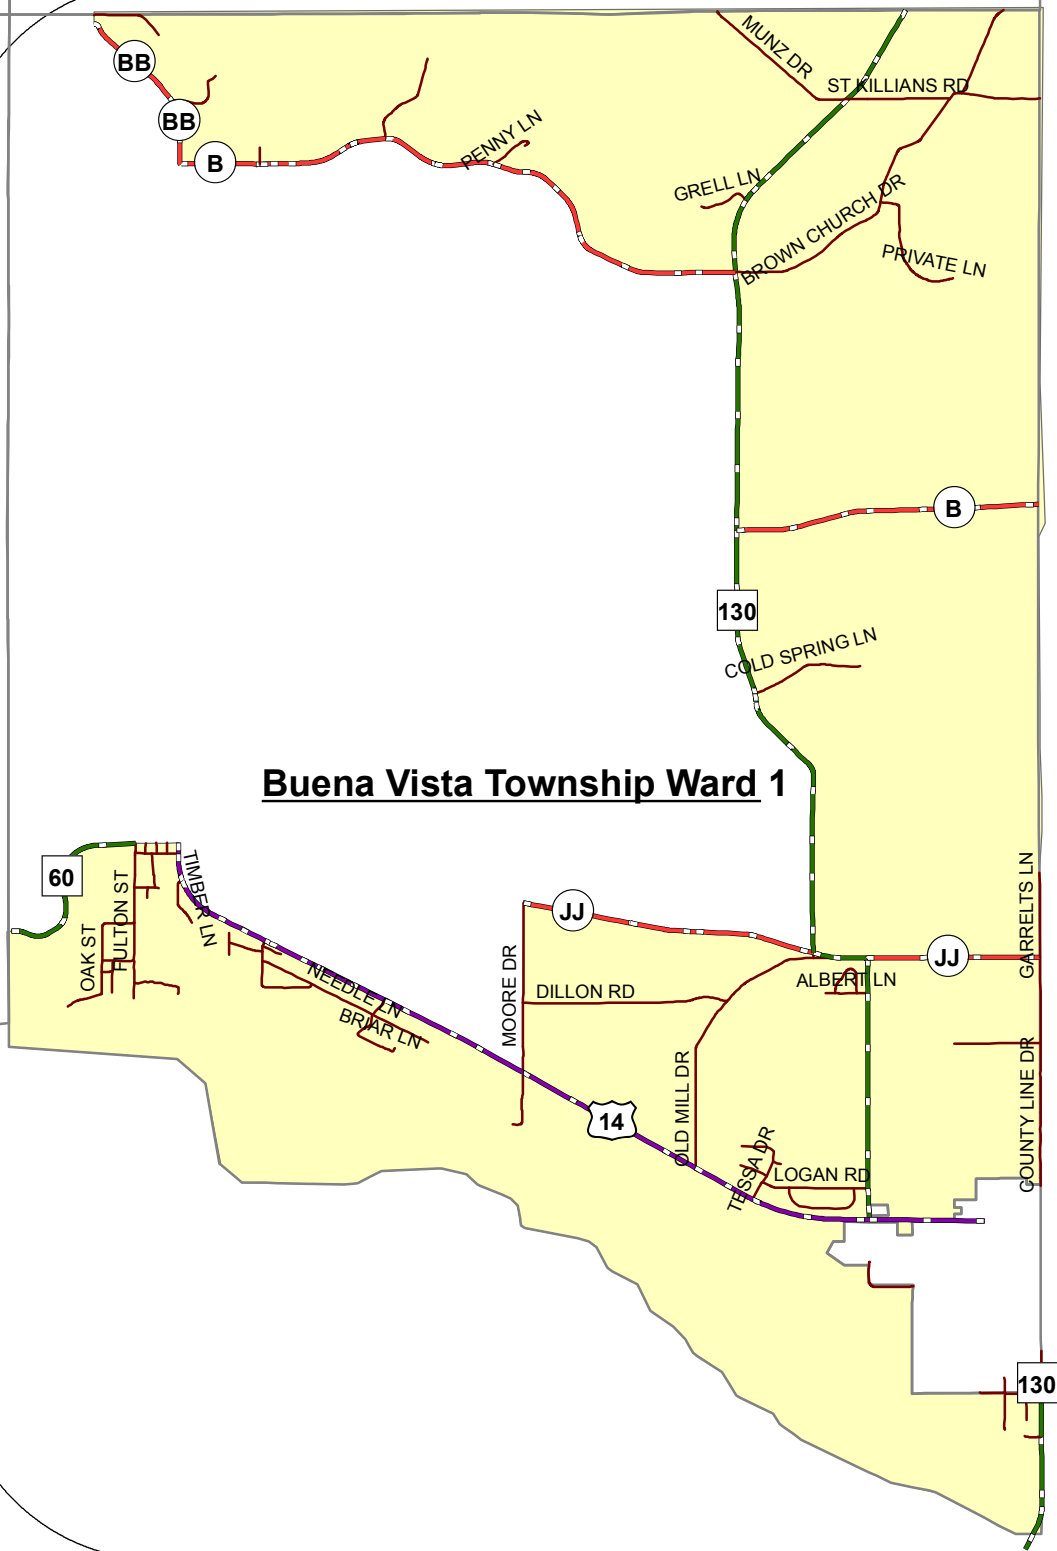 MUNZ DR
BB
ST KILLIANS RD
BB
PENNY LN
B
GRELL LN
BROWN CHURCH DR
PRIVATE LN
B
130
COLD SPRING LN
Buena Vista Township Ward 1
60
TIMBER LN
FULTON ST
OAK ST
JJ
GARRELTS LN
JJ
NEEDLE LN
MOORE DR
DILLON RD
ALBERT LN
BRIAR LN
OLD MILL DR
COUNTY LINE DR
14
TESSA DR
LOGAN RD
130